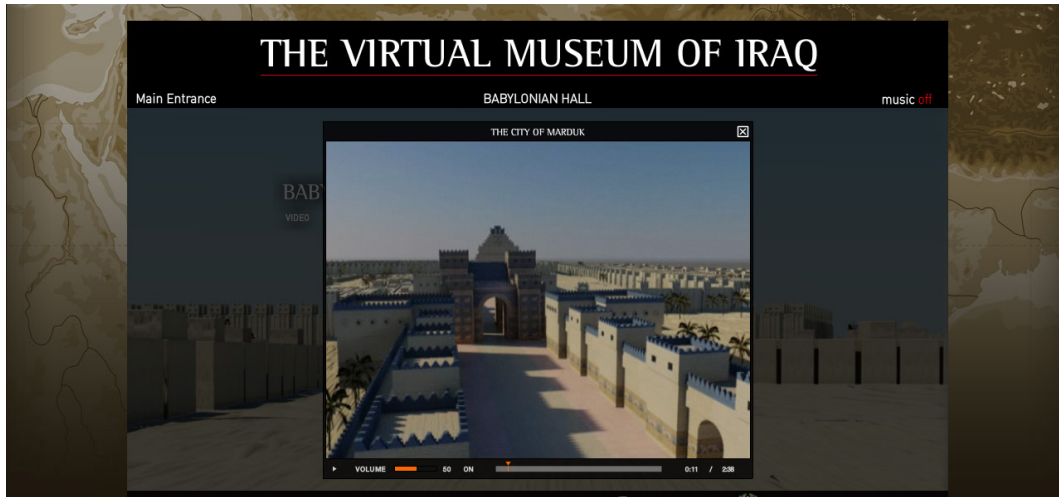 THE VIRTUAL MUSEUM OF IRAQ
Main Entrance BABYLONIAN HALL music off
THE CITY OF MARDUK
BABY
VIDEO
VOLUME 50 ON 0:11 / 2:38